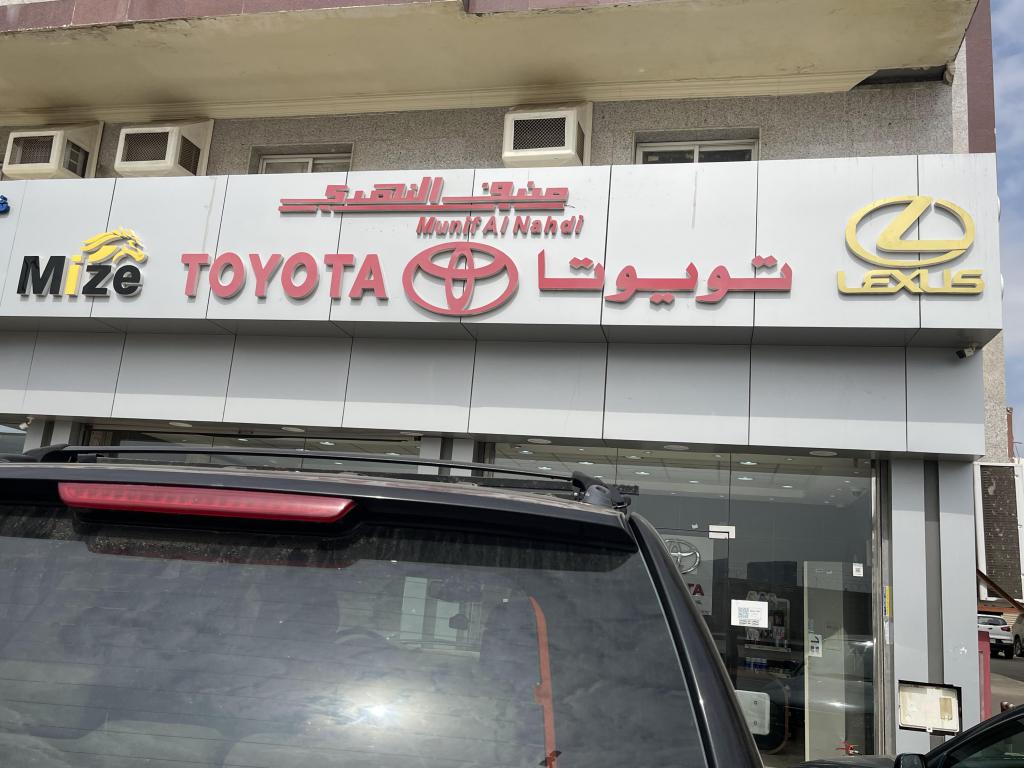 منيف النهدي
Munif Al Nahdi
Mize TOYOTA تويوتا LEXUS